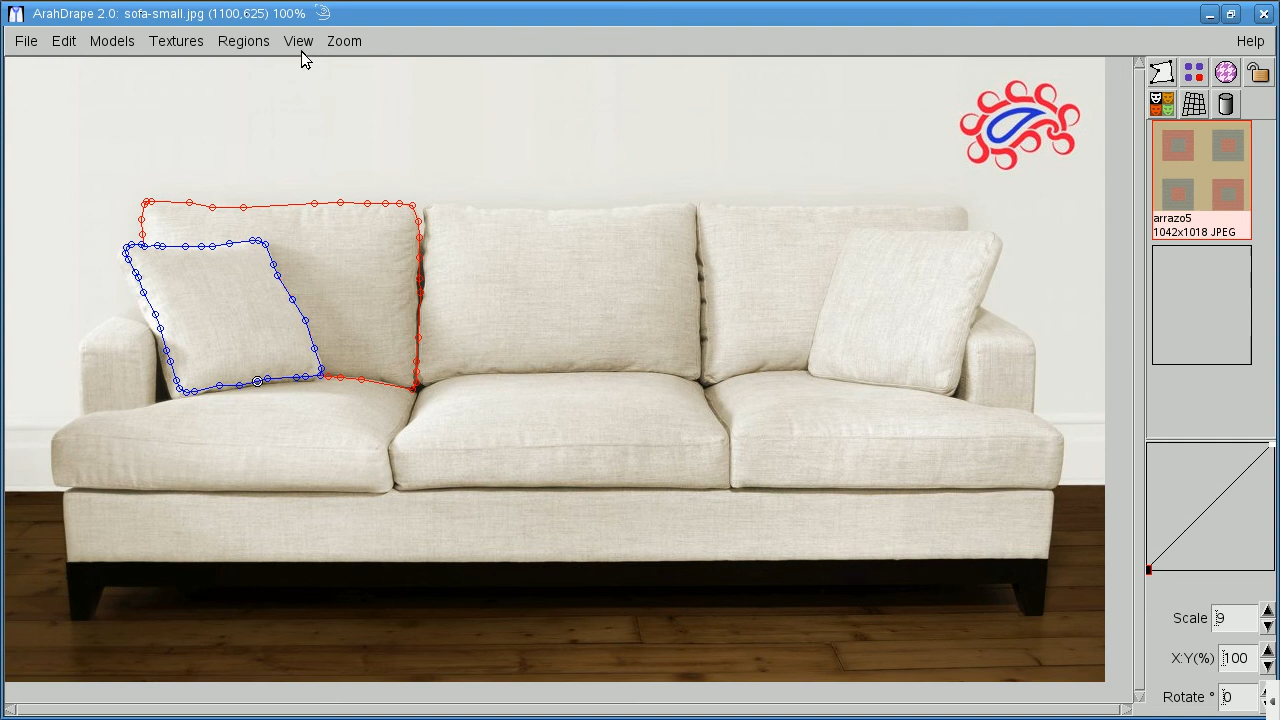 ArahDrape 2.0: sofa-small.jpg (1100,625) 100%
File Edit Models Textures Regions View Zoom Help
arrazo5
1042x1018 JPEG
Scale 9
X:Y(%) 100
Rotate ° 0